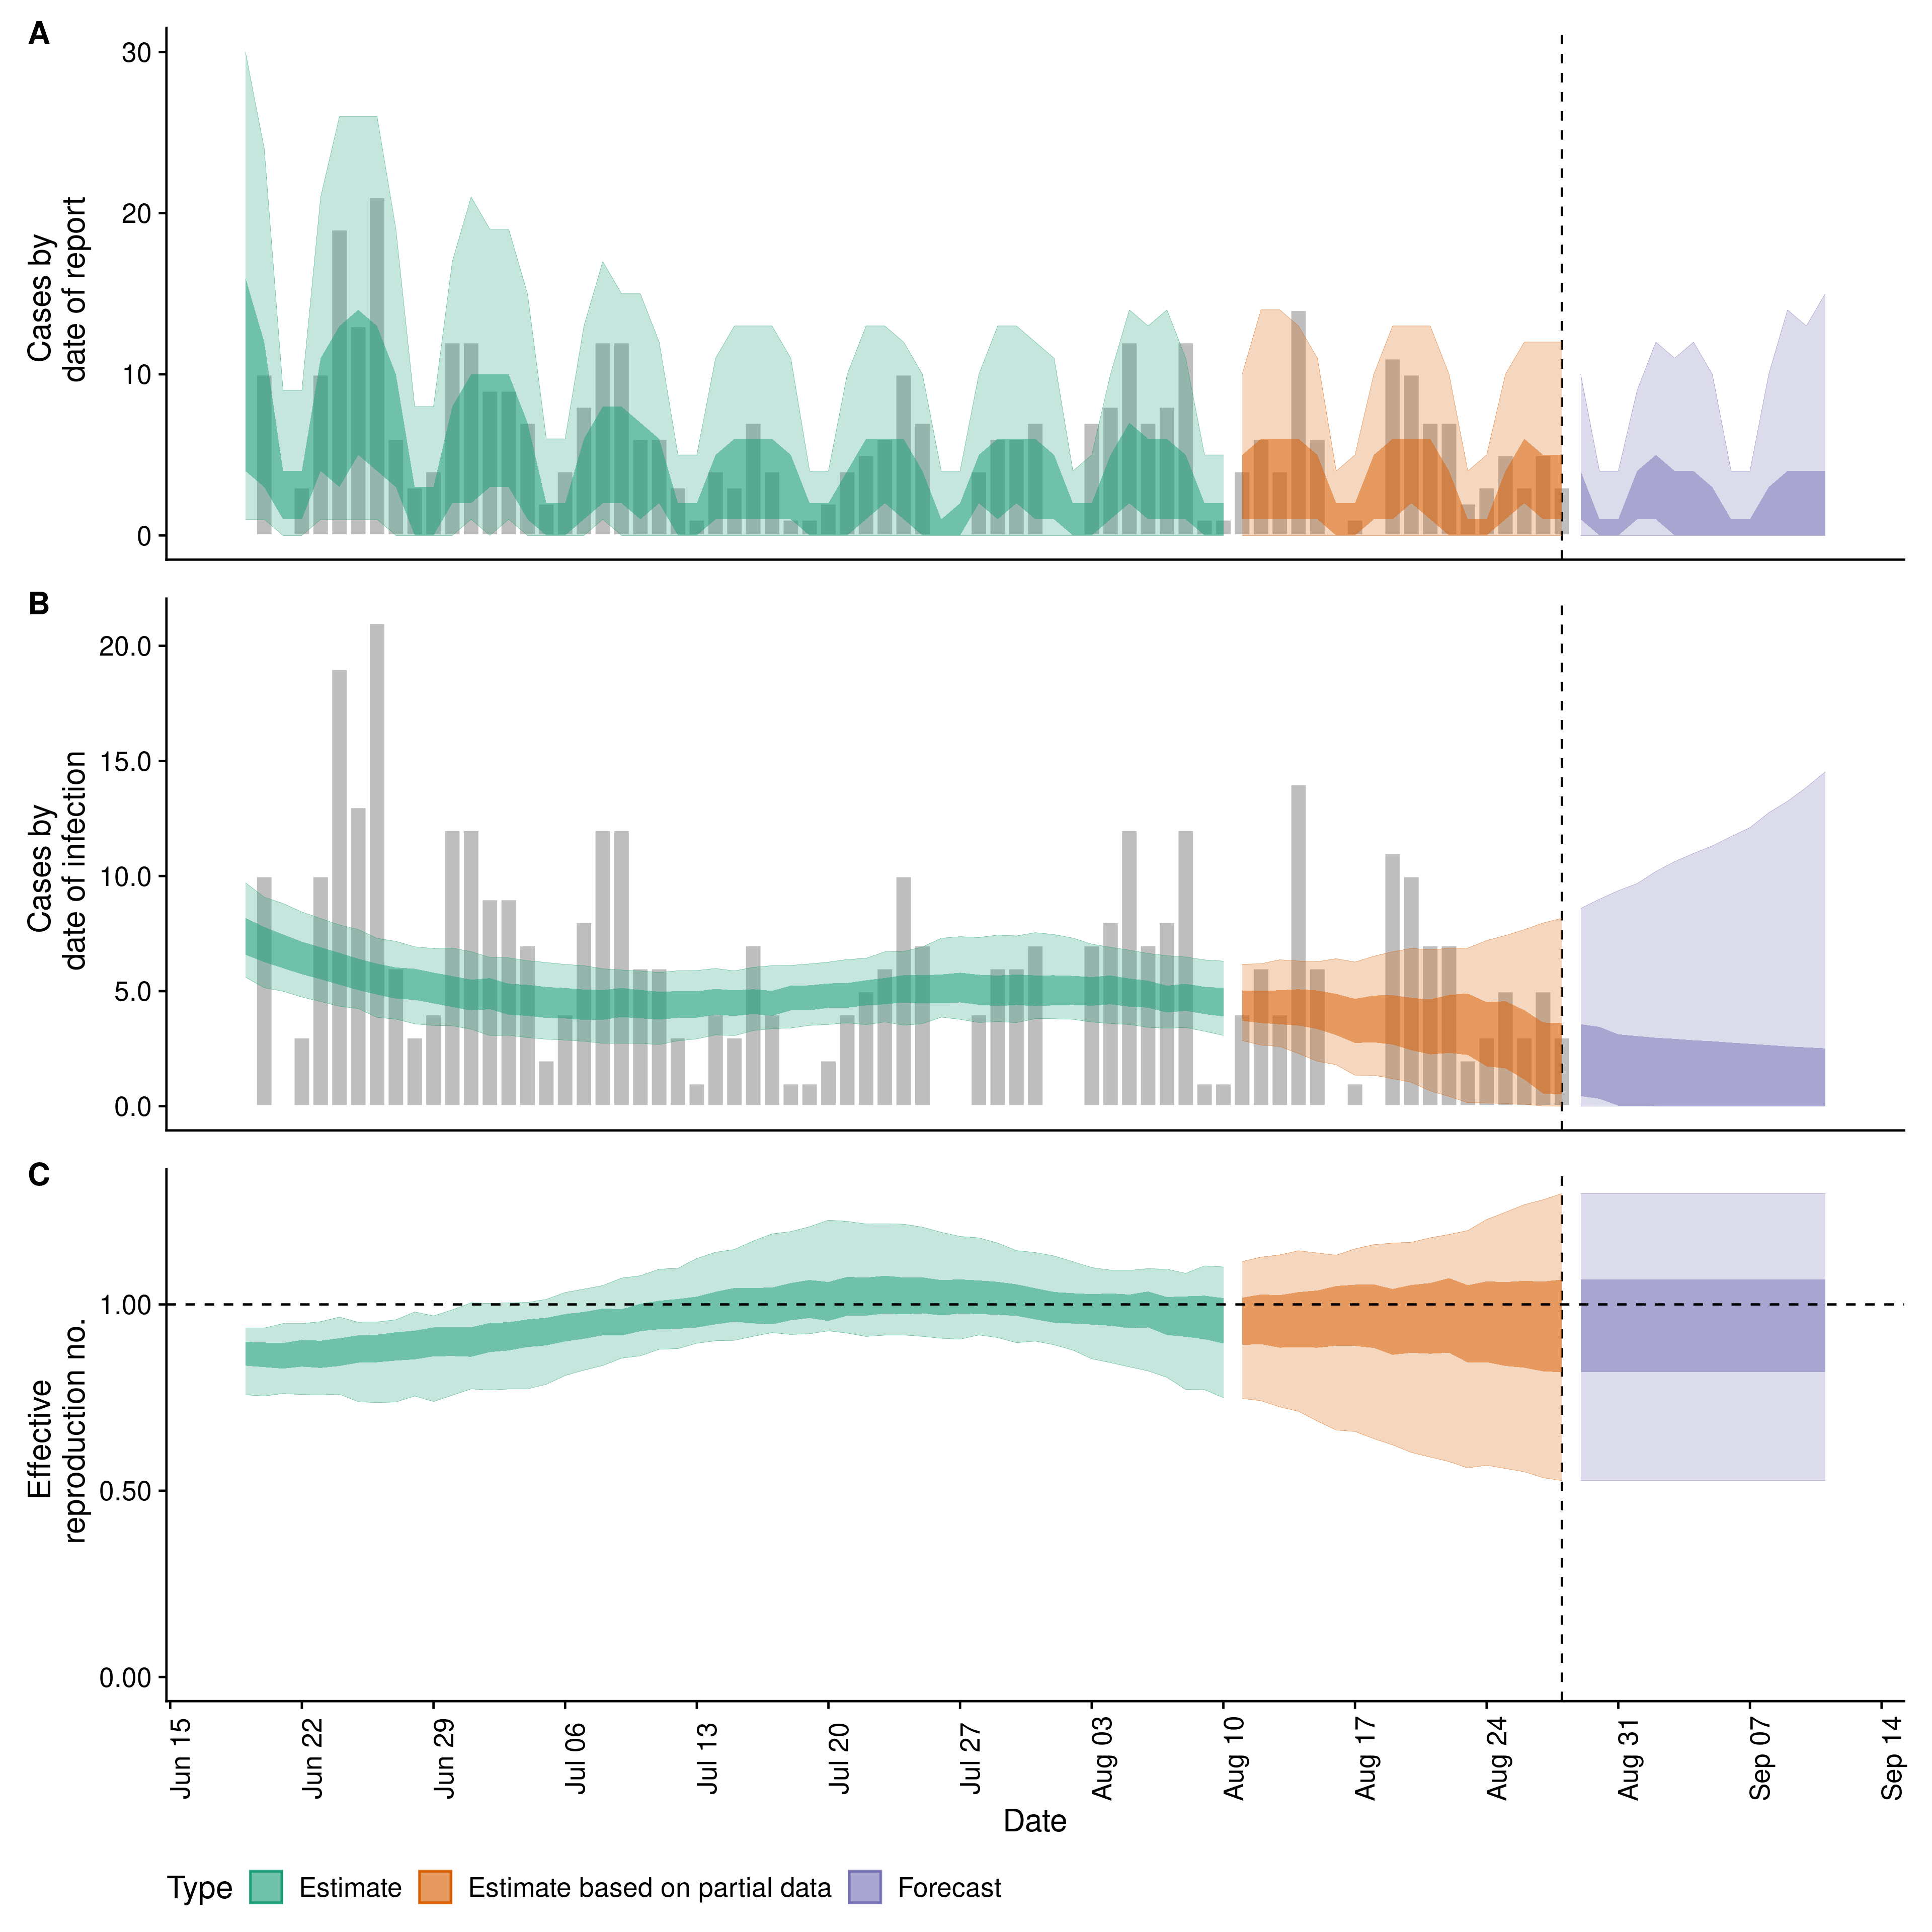 A
30
20
10
0
Cases by
date of report
B
20.0
15.0
10.0
5.0
0.0
Cases by
date of infection
C
1.00
0.50
0.00
Effective
reproduction no.
Jun 15
Jun 22
Jun 29
Jul 06
Jul 13
Jul 20
Jul 27
Aug 03
Aug 10
Aug 17
Aug 24
Aug 31
Sep 07
Sep 14
Date
Type Estimate Estimate based on partial data Forecast